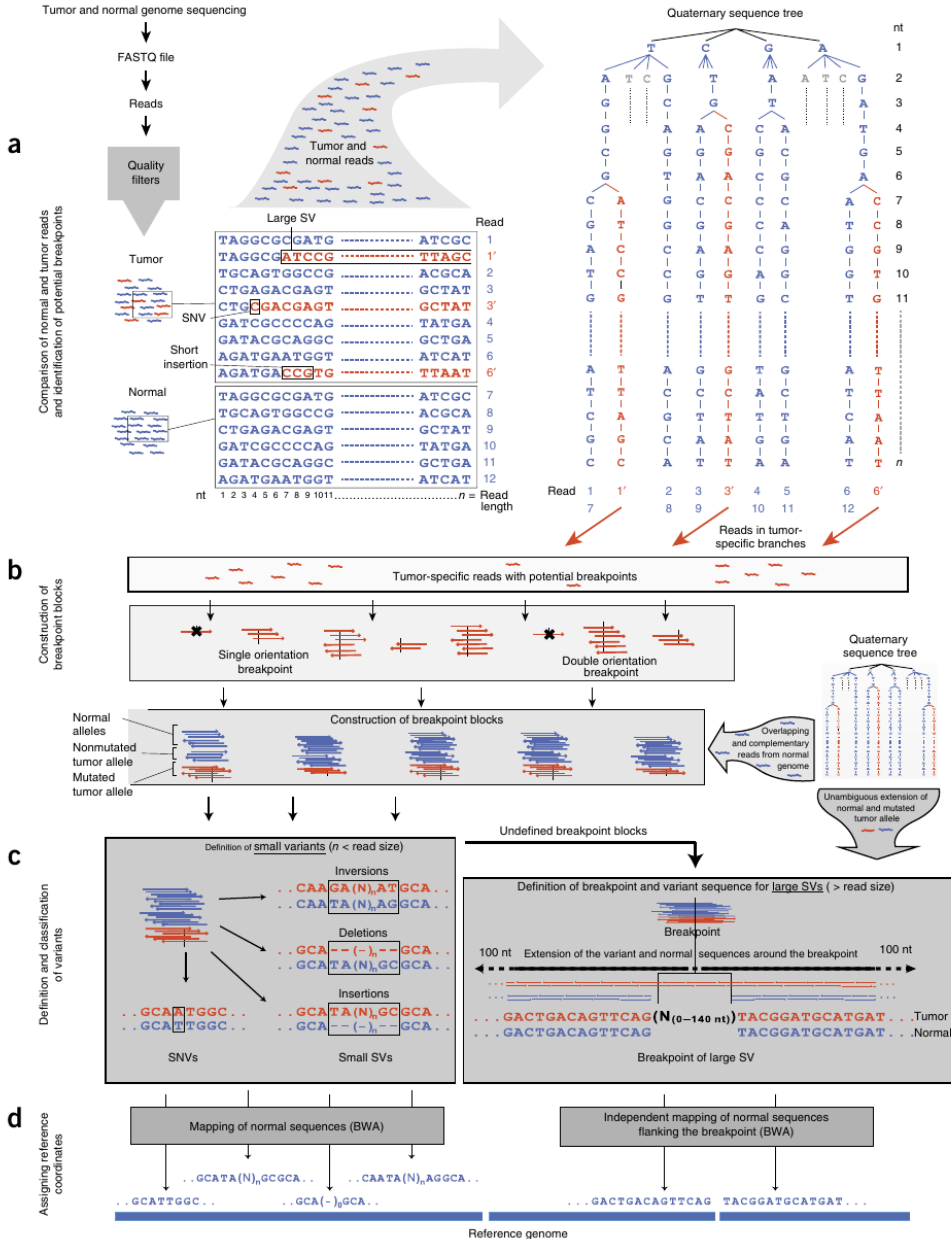 Tumor and normal genome sequencing
FASTQ file
Reads
Quality
filters
a
Comparison of normal and tumor reads
and identification of potential breakpoints
Tumor and
normal reads
Large SV
Read
Tumor
SNV
Short
insertion
Normal
TAGGCGCGATG ATCGC 1
TAGGCGATCCG TTAGC 1′
TGCAGTGGCCG ACGCA 2
CTGAGACGAGT GCTAT 3
CTGCGACGAGT GCTAT 3′
GATCGCCCCAG TATGA 4
GATACGCAGGC GCTGA 5
AGATGAATGGT ATCAT 6
AGATGACCGTG TTAAT 6′
TAGGCGCGATG ATCGC 7
TGCAGTGGCCG ACGCA 8
CTGAGACGAGT GCTAT 9
GATCGCCCCAG TATGA 10
GATACGCAGGC GCTGA 11
AGATGAATGGT ATCAT 12
nt 1 2 3 4 5 6 7 8 9 1011 n = Read
length
Quaternary sequence tree
nt
T C G A 1
A T C G T A A T C G 2
G C G T A 3
G A A C C A T 4
C G G G G C G 5
G T A A C G A 6
C A G C C C C A C 7
G T G G G C A T C 8
A C C A A C G G G 9
T C C G G A G G T 10
G G G T T G C T G 11
A T A G G T G A T
T T C C C A C T T
C A G T T T T C A
G G C A A G G A A
C C A T T A A T T n
Read 1 1′ 2 3 3′ 4 5 6 6′
7 8 9 10 11 12
Reads in tumor-
specific branches
b
Construction of
breakpoint blocks
Tumor-specific reads with potential breakpoints
Single orientation
breakpoint
Double orientation
breakpoint
Quaternary
sequence tree
Construction of breakpoint blocks
Normal
alleles
Nonmutated
tumor allele
Mutated
tumor allele
Overlapping
and complementary
reads from normal
genome
Unambiguous extension of
normal and mutated
tumor allele
c
Definition and classification
of variants
Definition of small variants (n < read size)
Undefined breakpoint blocks
Inversions
..CAAGA(N)nATGCA..
..CAATA(N)nAGGCA..
Deletions
..GCA--(-)n--GCA..
..GCATA(N)nGCGCA..
Insertions
..GCATA(N)nGCGCA..
..GCA--(-)n--GCA..
..GCAATGGC..
..GCATTGGC..
SNVs
Small SVs
Definition of breakpoint and variant sequence for large SVs ( > read size)
Breakpoint
100 nt
Extension of the variant and normal sequences around the breakpoint
100 nt
...GACTGACAGTTCAG(N(0–140 nt))TACGGATGCATGAT... Tumor
...GACTGACAGTTCAG TACGGATGCATGAT... Normal
Breakpoint of large SV
d
Assigning reference
coordinates
Mapping of normal sequences (BWA)
Independent mapping of normal sequences
flanking the breakpoint (BWA)
..GCATA(N)nGCGCA.. ..CAATA(N)nAGGCA..
..GCATTGGC.. ..GCA(-)0GCA.. ...GACTGACAGTTCAG TACGGATGCATGAT...
Reference genome